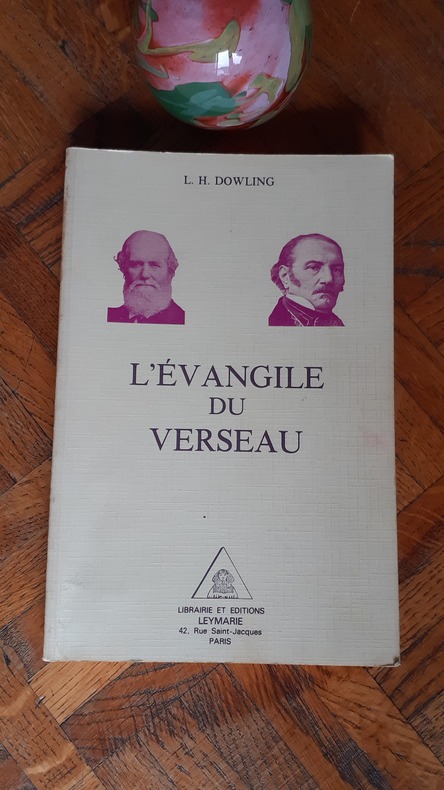 L. H. DOWLING
L'ÉVANGILE
DU
VERSEAU
LIBRAIRIE ET EDITIONS
LEYMARIE
42, Rue Saint-Jacques
PARIS